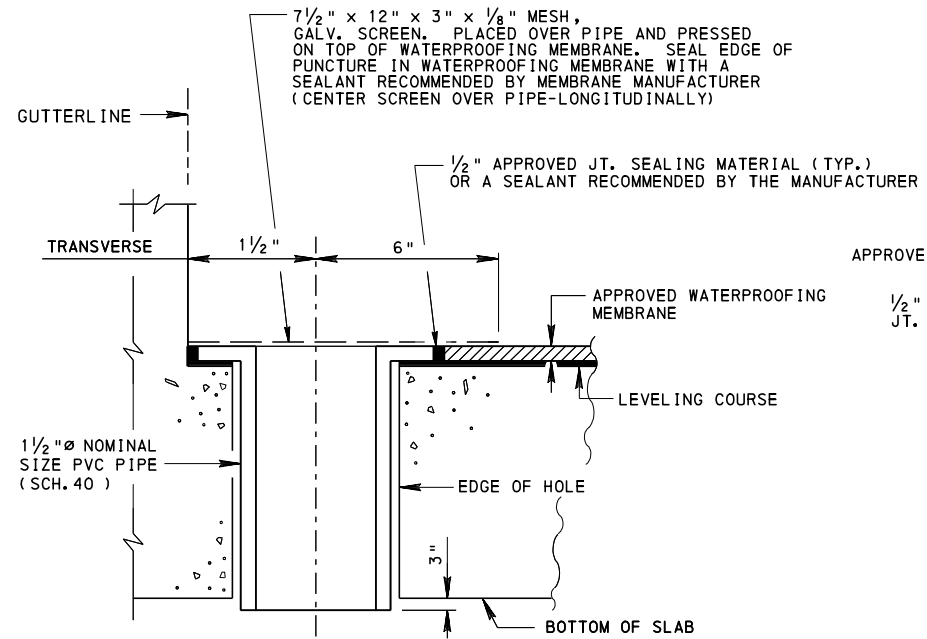 7½" x 12" x 3" x ⅛" MESH,
GALV. SCREEN. PLACED OVER PIPE AND PRESSED
ON TOP OF WATERPROOFING MEMBRANE. SEAL EDGE OF
PUNCTURE IN WATERPROOFING MEMBRANE WITH A
SEALANT RECOMMENDED BY MEMBRANE MANUFACTURER
(CENTER SCREEN OVER PIPE-LONGITUDINALLY)
GUTTERLINE
½" APPROVED JT. SEALING MATERIAL (TYP.)
OR A SEALANT RECOMMENDED BY THE MANUFACTURER
TRANSVERSE
1½"
6"
APPROVE
APPROVED WATERPROOFING
MEMBRANE
½"
JT.
LEVELING COURSE
1½"Ø NOMINAL
SIZE PVC PIPE
(SCH.40 )
EDGE OF HOLE
3"
BOTTOM OF SLAB